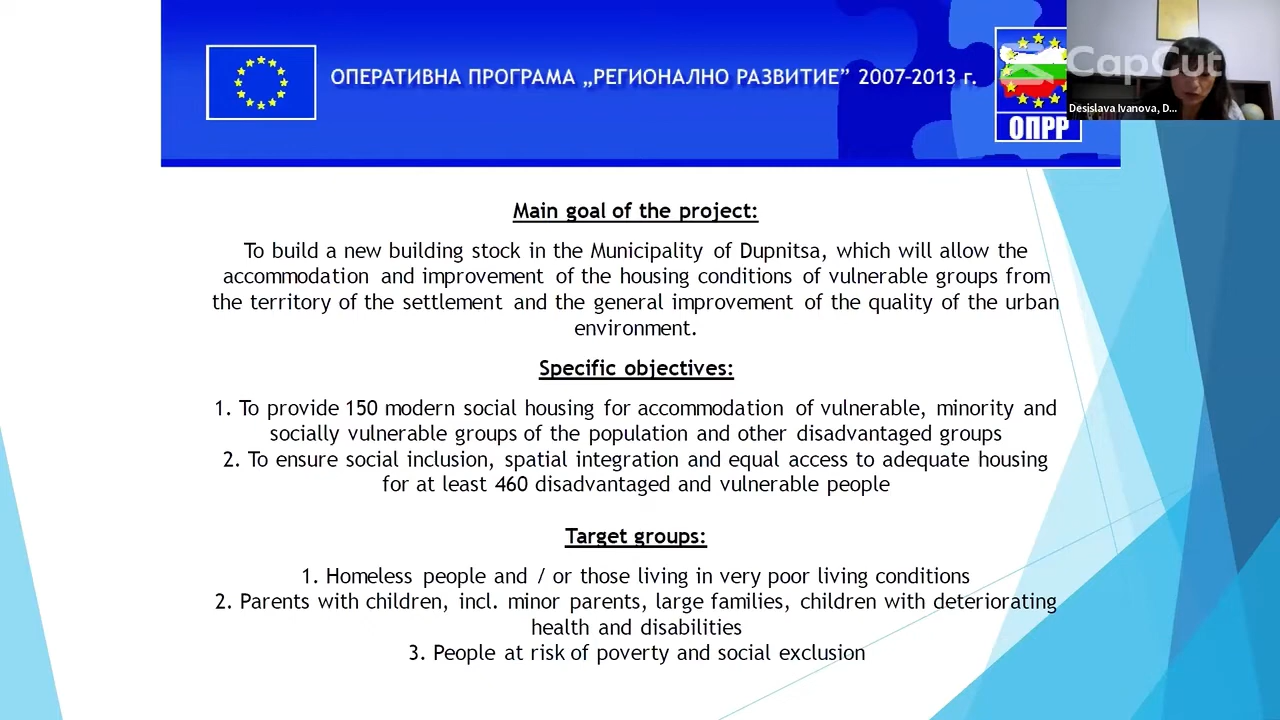 ОПЕРАТИВНА ПРОГРАМА „РЕГИОНАЛНО РАЗВИТИЕ” 2007-2013 г.
ОПРР
CapCut
Desislava Ivanova, D...
Main goal of the project:
To build a new building stock in the Municipality of Dupnitsa, which will allow the
accommodation and improvement of the housing conditions of vulnerable groups from
the territory of the settlement and the general improvement of the quality of the urban
environment.
Specific objectives:
1. To provide 150 modern social housing for accommodation of vulnerable, minority and
socially vulnerable groups of the population and other disadvantaged groups
2. To ensure social inclusion, spatial integration and equal access to adequate housing
for at least 460 disadvantaged and vulnerable people
Target groups:
1. Homeless people and / or those living in very poor living conditions
2. Parents with children, incl. minor parents, large families, children with deteriorating
health and disabilities
3. People at risk of poverty and social exclusion